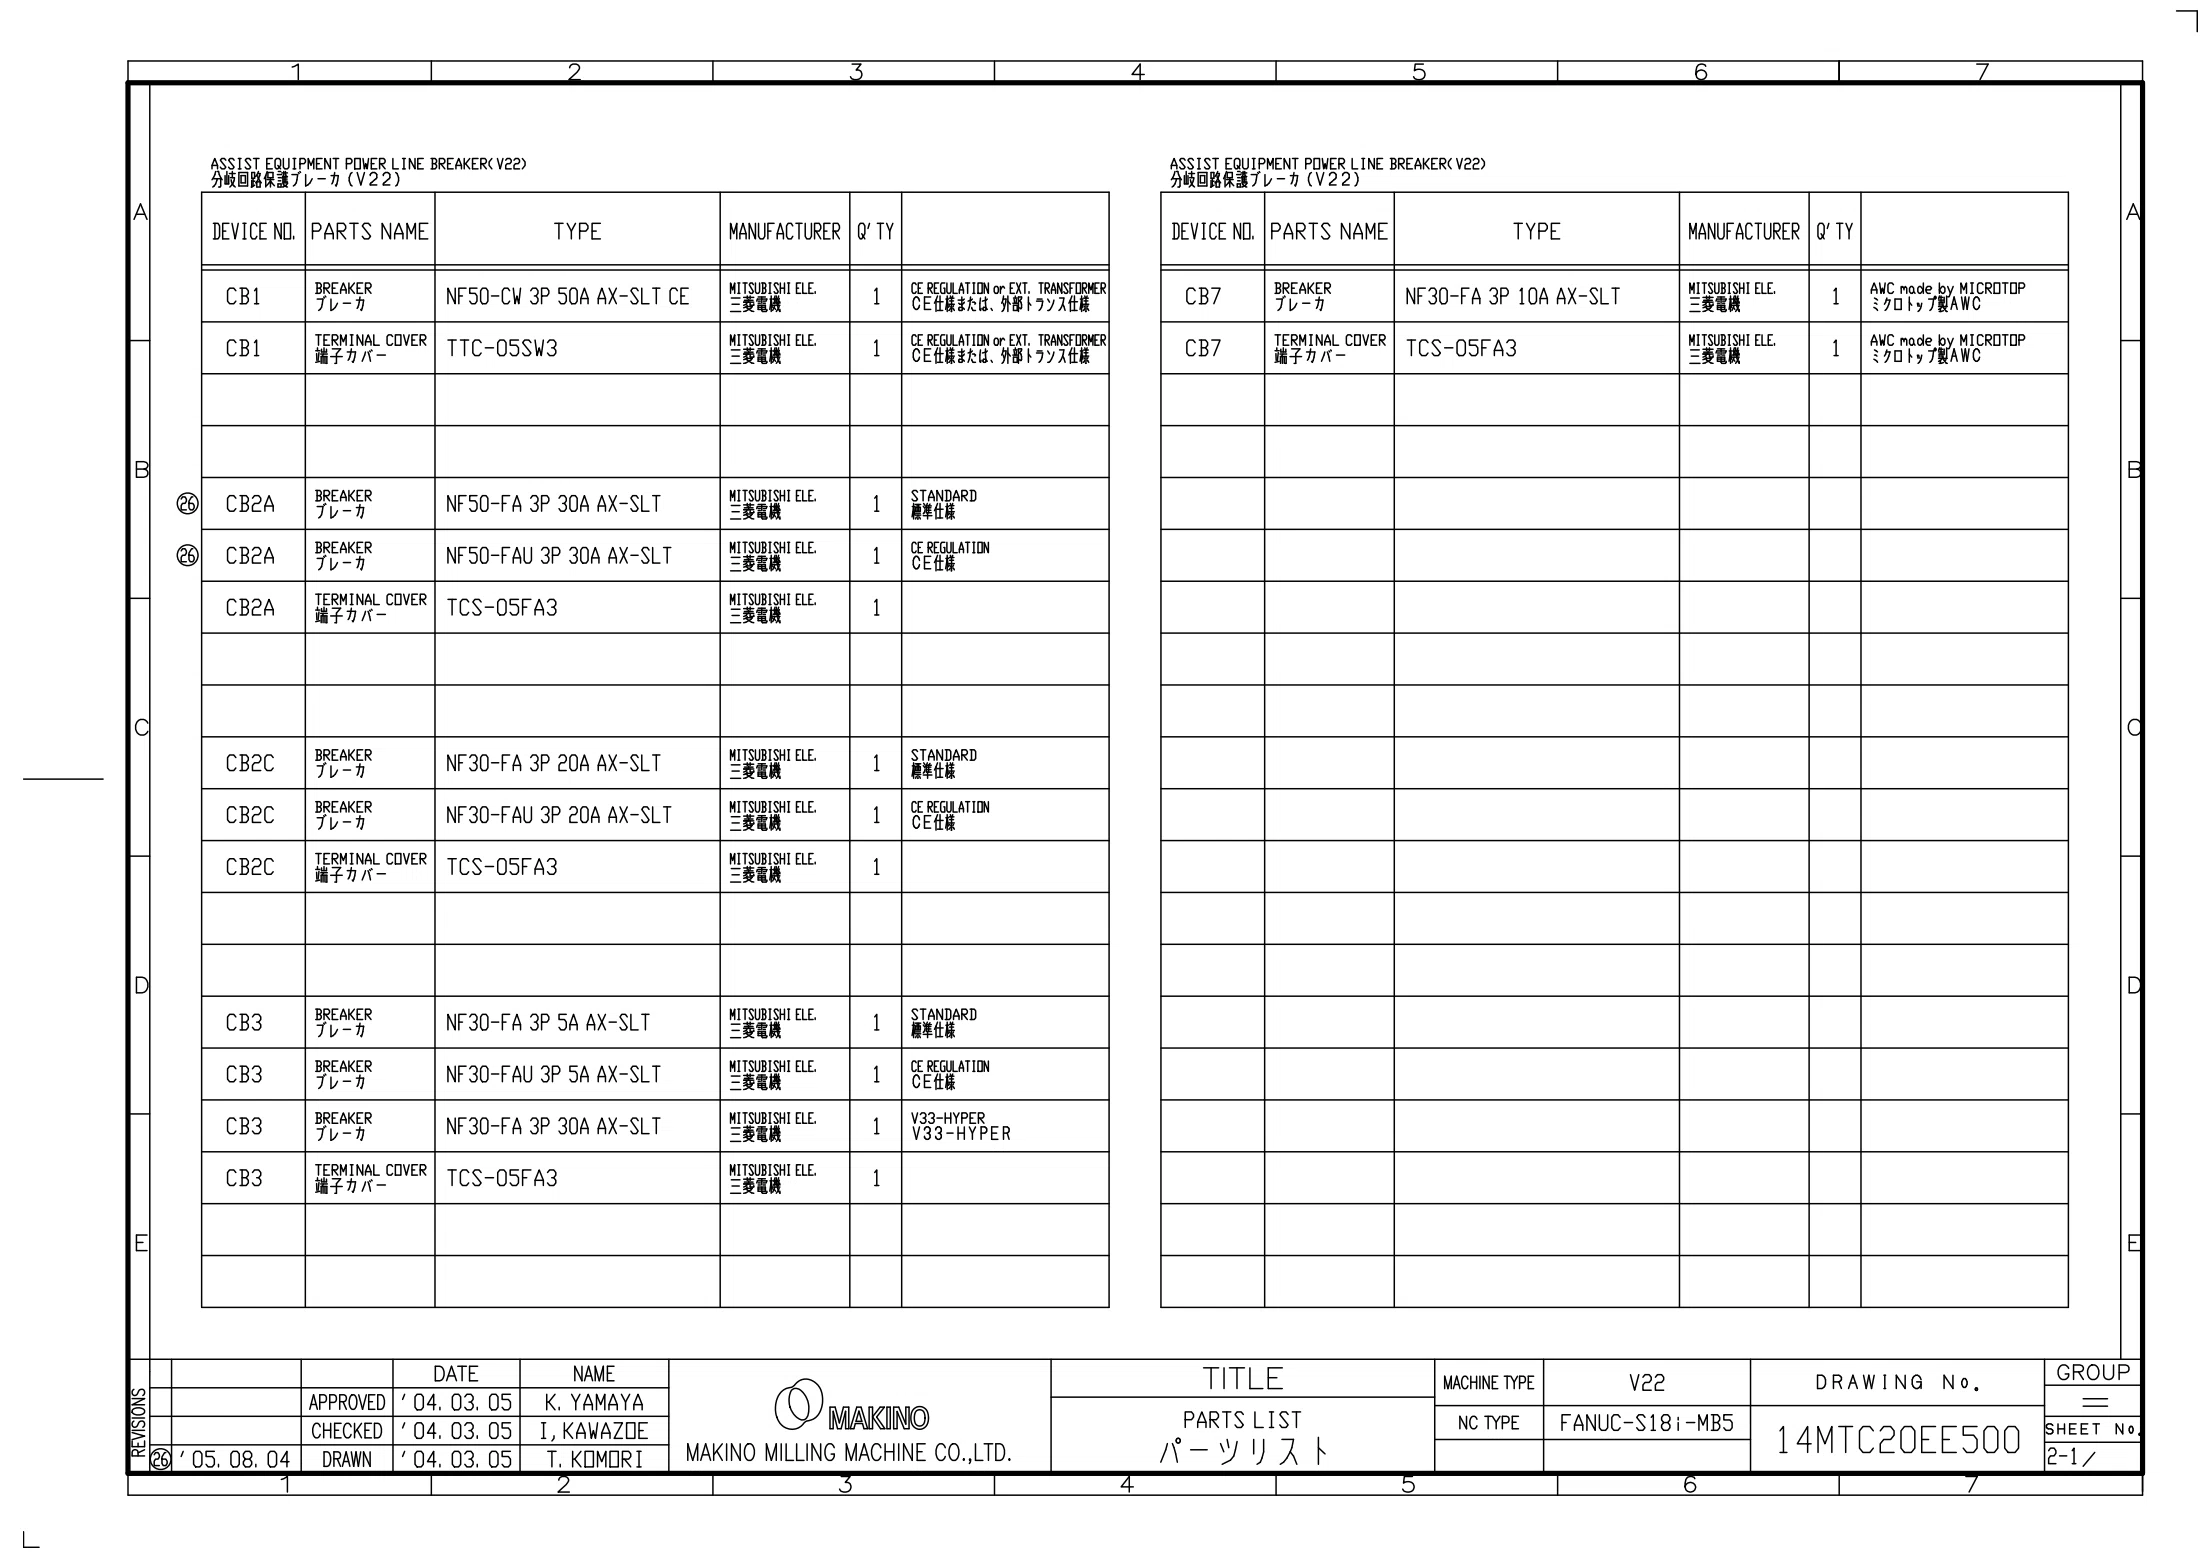 1 2 3 4 5 6 7
ASSIST EQUIPMENT POWER LINE BREAKER(V22)
分岐回路保護ブレーカ(V22)
DEVICE NO. PARTS NAME TYPE MANUFACTURER Q'TY
CB1 BREAKER NF50-CW 3P 50A AX-SLT CE MITSUBISHI ELE. 1 CE REGULATION or EXT. TRANSFORMER
ブレーカ 三菱電機 CE仕様または、外部トランス仕様
CB1 TERMINAL COVER TTC-05SW3 MITSUBISHI ELE. 1 CE REGULATION or EXT. TRANSFORMER
端子カバー 三菱電機 CE仕様または、外部トランス仕様
26 CB2A BREAKER NF50-FA 3P 30A AX-SLT MITSUBISHI ELE. 1 STANDARD
ブレーカ 三菱電機 標準仕様
26 CB2A BREAKER NF50-FAU 3P 30A AX-SLT MITSUBISHI ELE. 1 CE REGULATION
ブレーカ 三菱電機 CE仕様
CB2A TERMINAL COVER TCS-05FA3 MITSUBISHI ELE. 1
端子カバー 三菱電機
CB2C BREAKER NF30-FA 3P 20A AX-SLT MITSUBISHI ELE. 1 STANDARD
ブレーカ 三菱電機 標準仕様
CB2C BREAKER NF30-FAU 3P 20A AX-SLT MITSUBISHI ELE. 1 CE REGULATION
ブレーカ 三菱電機 CE仕様
CB2C TERMINAL COVER TCS-05FA3 MITSUBISHI ELE. 1
端子カバー 三菱電機
CB3 BREAKER NF30-FA 3P 5A AX-SLT MITSUBISHI ELE. 1 STANDARD
ブレーカ 三菱電機 標準仕様
CB3 BREAKER NF30-FAU 3P 5A AX-SLT MITSUBISHI ELE. 1 CE REGULATION
ブレーカ 三菱電機 CE仕様
CB3 BREAKER NF30-FA 3P 30A AX-SLT MITSUBISHI ELE. 1 V33-HYPER
ブレーカ 三菱電機 V33-HYPER
CB3 TERMINAL COVER TCS-05FA3 MITSUBISHI ELE. 1
端子カバー 三菱電機
ASSIST EQUIPMENT POWER LINE BREAKER(V22)
分岐回路保護ブレーカ(V22)
DEVICE NO. PARTS NAME TYPE MANUFACTURER Q'TY
CB7 BREAKER NF30-FA 3P 10A AX-SLT MITSUBISHI ELE. 1 AWC made by MICROTOP
ブレーカ 三菱電機 ミクロトップ製AWC
CB7 TERMINAL COVER TCS-05FA3 MITSUBISHI ELE. 1 AWC made by MICROTOP
端子カバー 三菱電機 ミクロトップ製AWC
A A
B B
C C
D D
E E
REVISIONS
DATE NAME
APPROVED '04.03.05 K. YAMAYA
CHECKED '04.03.05 I,KAWAZOE
26 '05.08.04 DRAWN '04.03.05 T.KOMORI
MAKINO
MAKINO MILLING MACHINE CO.,LTD.
TITLE
PARTS LIST
パーツリスト
MACHINE TYPE V22
NC TYPE FANUC-S18i-MB5
DRAWING No.
14MTC20EE500
GROUP
=
SHEET No.
2-1/
1 2 3 4 5 6 7